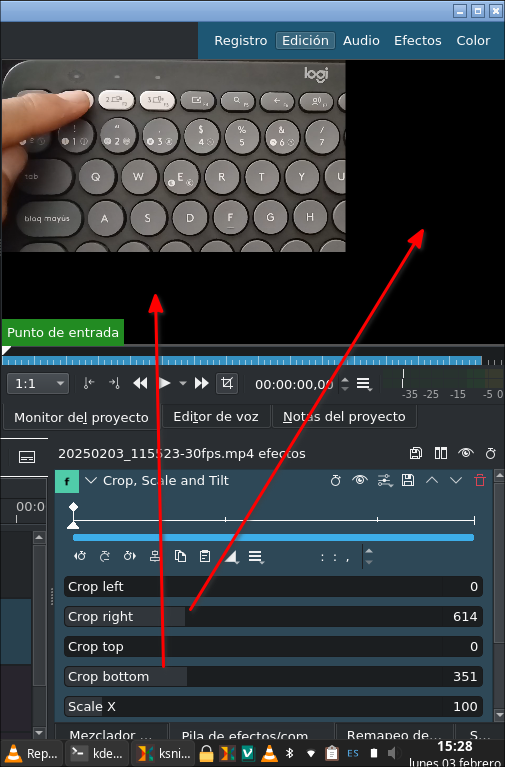 Registro Edición Audio Efectos Color
logi
Q W E R T Y U
bloq mayús A S D F G H
Punto de entrada
1:1 00:00:00,00 -35 -25 -15 -5 0
Monitor del proyecto Editor de voz Notas del proyecto
20250203_115523-30fps.mp4 efectos
00:0 f Crop, Scale and Tilt
: : ,
Crop left 0
Crop right 614
Crop top 0
Crop bottom 351
Scale X 100
Mezclador ... Pila de efectos/com... Remapeo de... S...
Rep... kde... ksni... ES 15:28
lunes 03 febrero